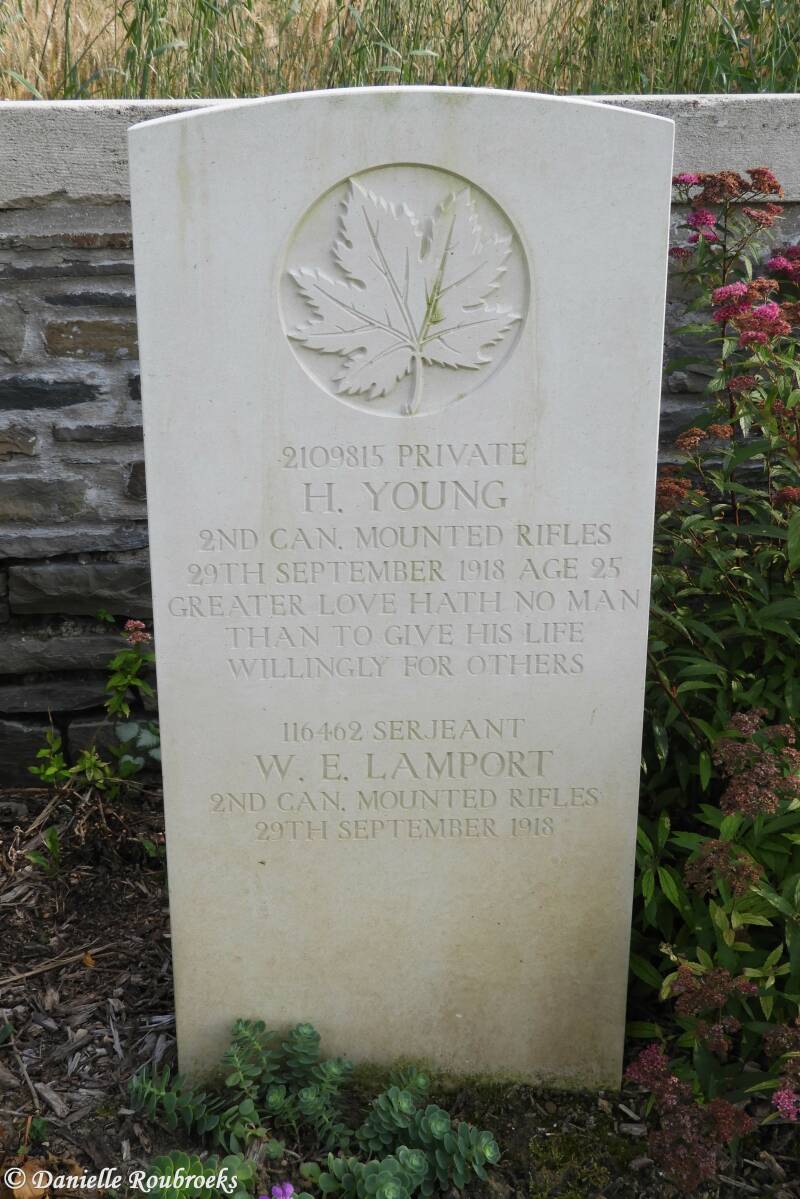 2109815 PRIVATE
H. YOUNG
2ND CAN. MOUNTED RIFLES
29TH SEPTEMBER 1918 AGE 25
GREATER LOVE HATH NO MAN
THAN TO GIVE HIS LIFE
WILLINGLY FOR OTHERS
116462 SERJEANT
W. E. LAMPORT
2ND CAN. MOUNTED RIFLES
29TH SEPTEMBER 1918
© Danielle Roubroeks